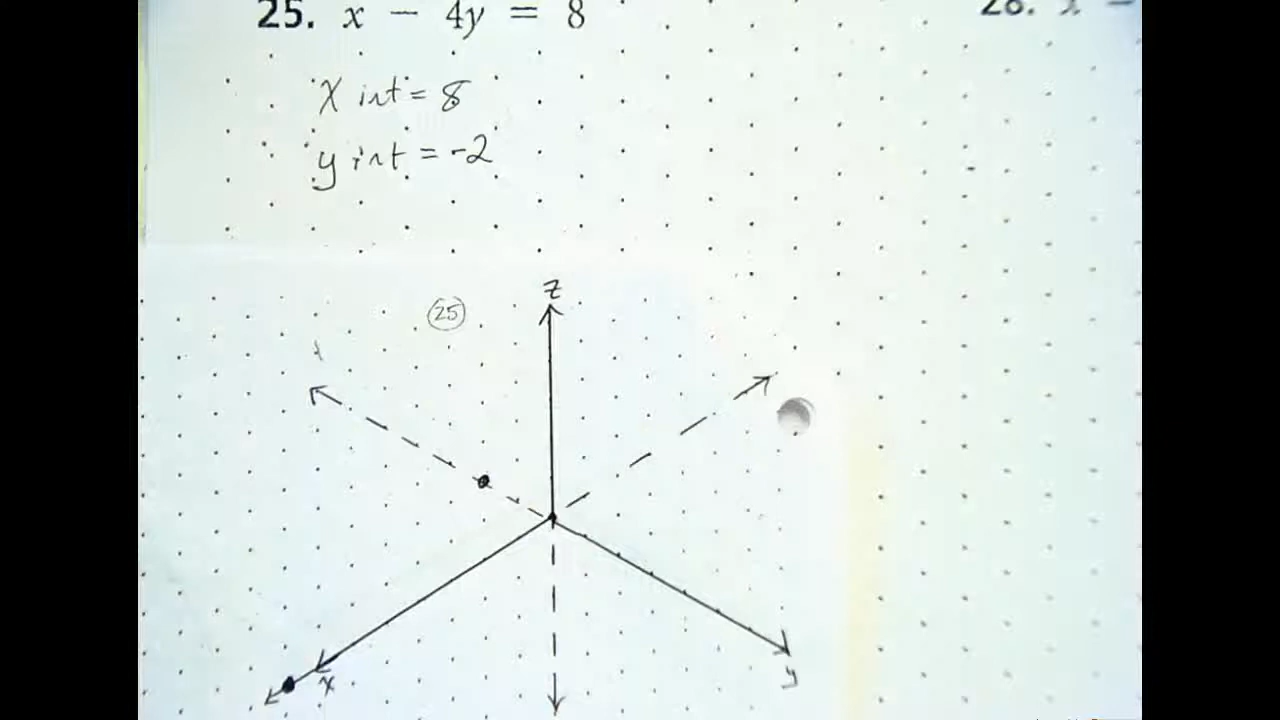 25. x − 4y = 8
x int = 8
y int = -2
z
25
x
y